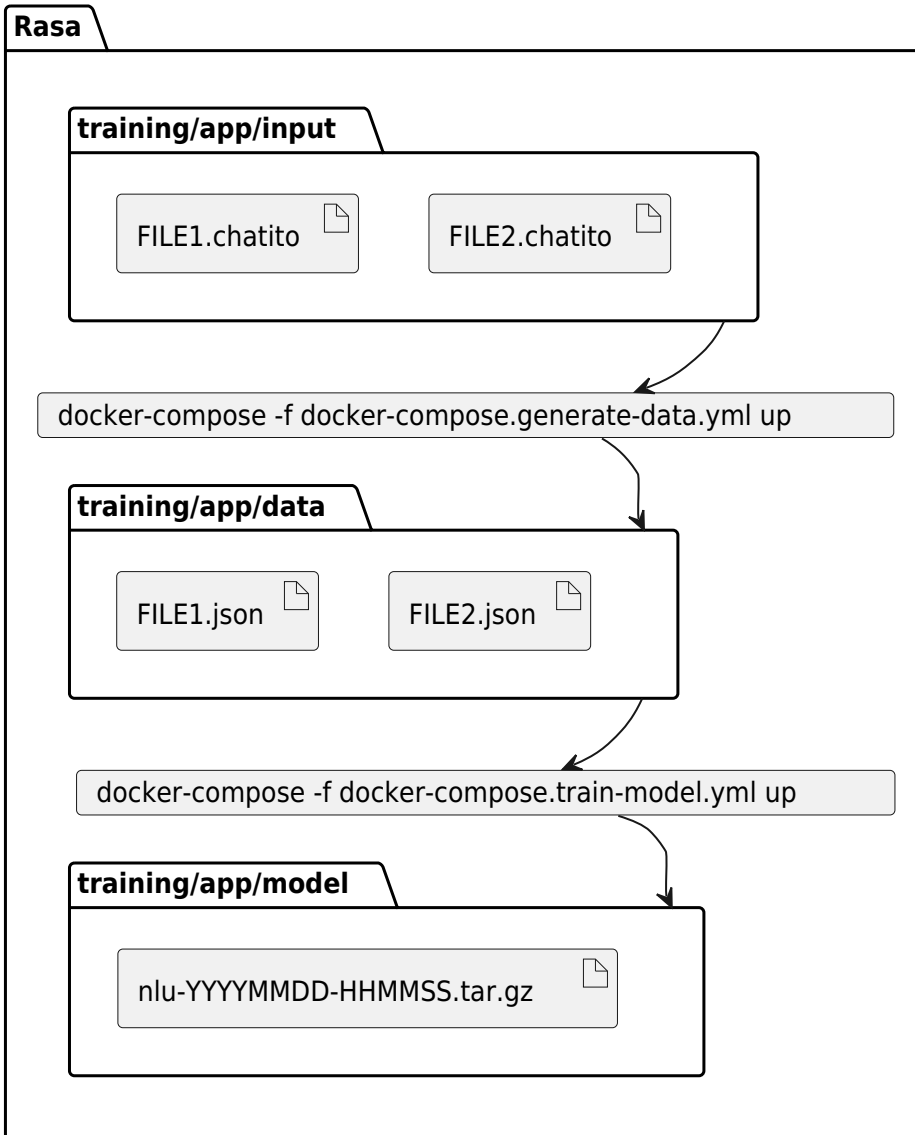 Rasa
training/app/input
FILE1.chatito
FILE2.chatito
docker-compose -f docker-compose.generate-data.yml up
training/app/data
FILE1.json
FILE2.json
docker-compose -f docker-compose.train-model.yml up
training/app/model
nlu-YYYYMMDD-HHMMSS.tar.gz